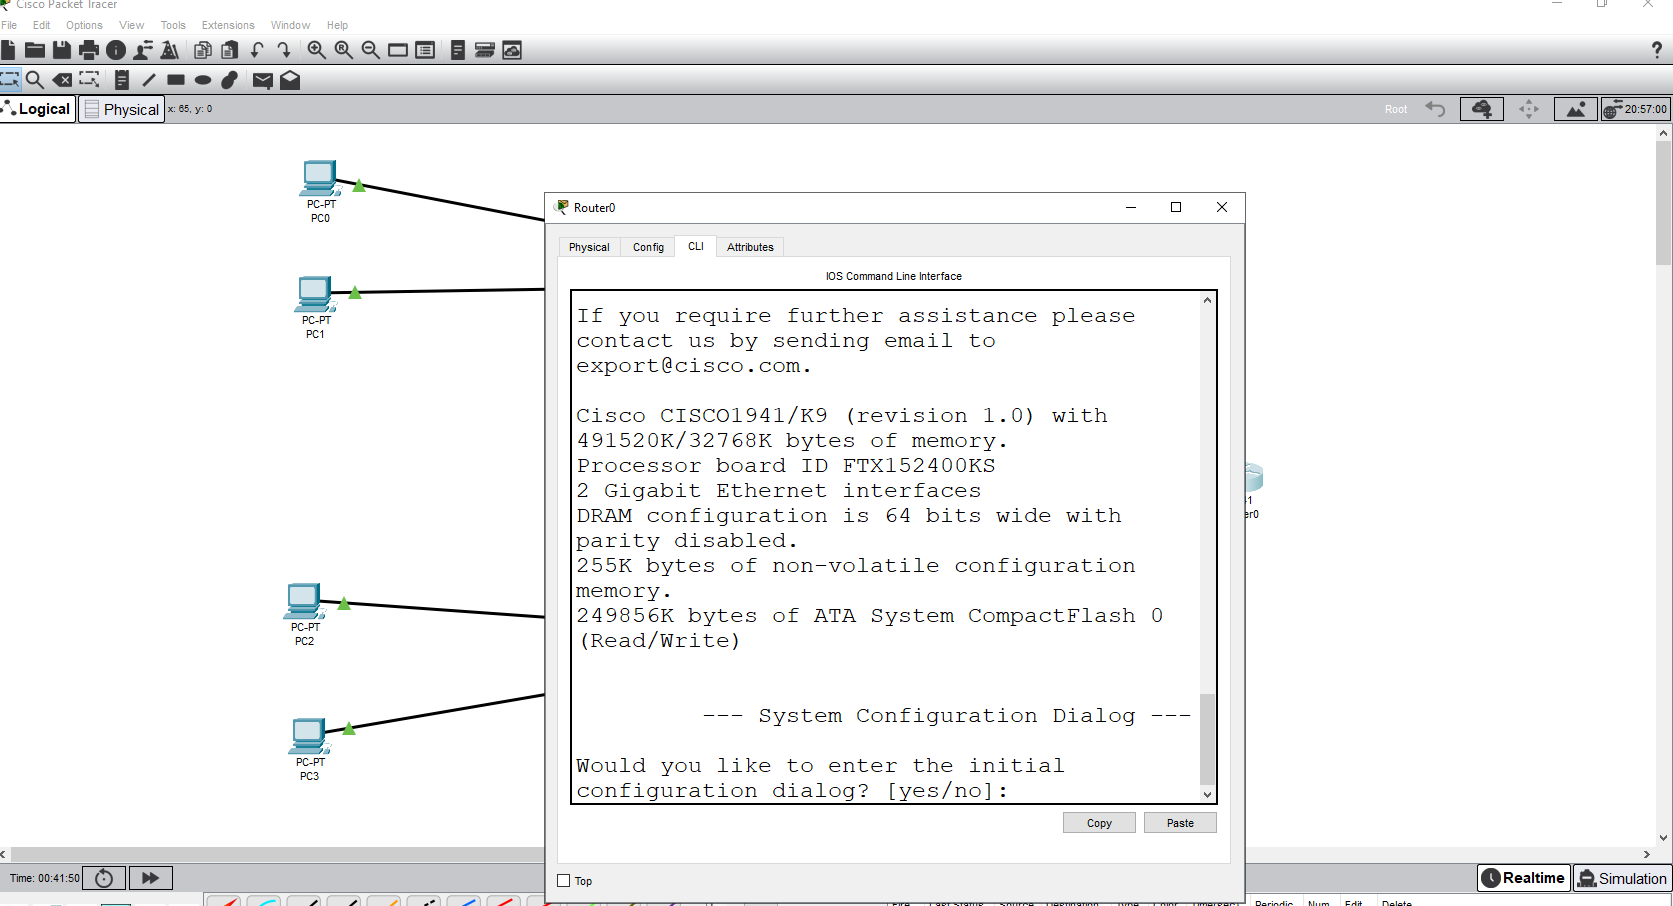 Cisco Packet Tracer
File Edit Options View Tools Extensions Window Help
Logical Physical x: 65, y: 0 Root 20:57:00
PC-PT
PC0
PC-PT
PC1
PC-PT
PC2
PC-PT
PC3
Router0
Physical Config CLI Attributes
IOS Command Line Interface
If you require further assistance please
contact us by sending email to
export@cisco.com.
Cisco CISCO1941/K9 (revision 1.0) with
491520K/32768K bytes of memory.
Processor board ID FTX152400KS
2 Gigabit Ethernet interfaces
DRAM configuration is 64 bits wide with
parity disabled.
255K bytes of non-volatile configuration
memory.
249856K bytes of ATA System CompactFlash 0
(Read/Write)
--- System Configuration Dialog ---
Would you like to enter the initial
configuration dialog? [yes/no]:
Copy Paste
Top
Time: 00:41:50 Realtime Simulation
Periodic Num Edit Delete